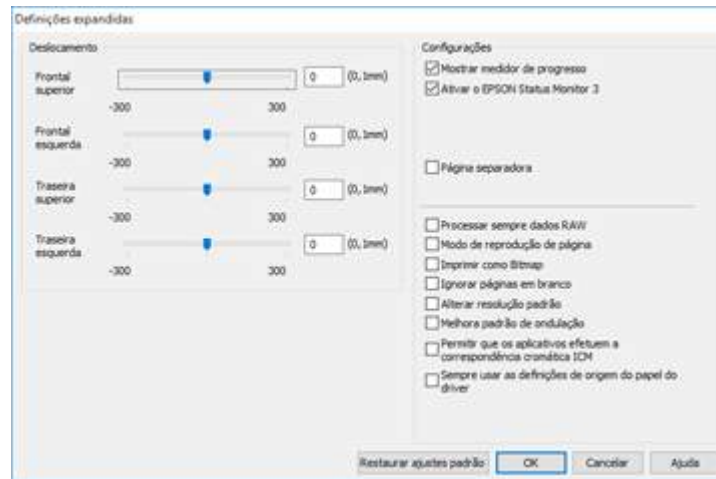 Definições expandidas
Deslocamento
Frontal superior
0 (0,1mm)
-300 300
Frontal esquerda
0 (0,1mm)
-300 300
Traseira superior
0 (0,1mm)
-300 300
Traseira esquerda
0 (0,1mm)
-300 300
Configurações
Mostrar medidor de progresso
Ativar o EPSON Status Monitor 3
Página separadora
Processar sempre dados RAW
Modo de reprodução de página
Imprimir como Bitmap
Ignorar páginas em branco
Alterar resolução padrão
Melhora padrão de ondulação
Permitir que os aplicativos efetuem a
correspondência cromática ICM
Sempre usar as definições de origem do papel do
driver
Restaurar ajustes padrão OK Cancelar Ajuda